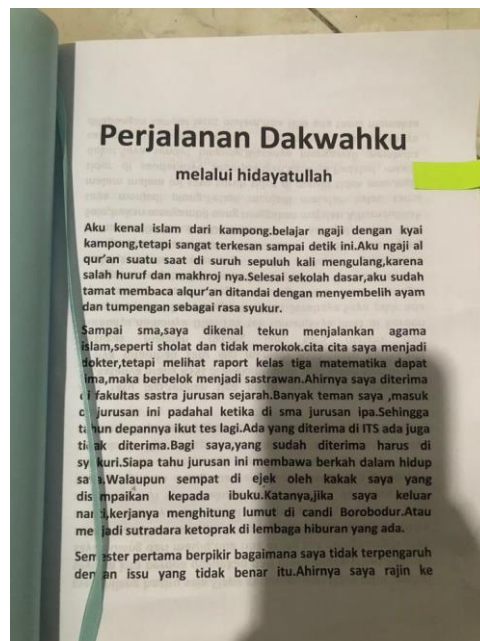 Perjalanan Dakwahku
melalui hidayatullah
Aku kenal islam dari kampong.belajar ngaji dengan kyai
kampong,tetapi sangat terkesan sampai detik ini.Aku ngaji al
qur'an suatu saat di suruh sepuluh kali mengulang,karena
salah huruf dan makhroj nya.Selesai sekolah dasar,aku sudah
tamat membaca alqur'an ditandai dengan menyembelih ayam
dan tumpengan sebagai rasa syukur.
Sampai sma,saya dikenal tekun menjalankan agama
islam,seperti sholat dan tidak merokok.cita cita saya menjadi
dokter,tetapi melihat raport kelas tiga matematika dapat
lima,maka berbelok menjadi sastrawan.Ahirnya saya diterima
di fakultas sastra jurusan sejarah.Banyak teman saya ,masuk
di jurusan ini padahal ketika di sma jurusan ipa.Sehingga
tahun depannya ikut tes lagi.Ada yang diterima di ITS ada juga
tidak diterima.Bagi saya,yang sudah diterima harus di
syukuri.Siapa tahu jurusan ini membawa berkah dalam hidup
saya.Walaupun sempat di ejek oleh kakak saya yang
disampaikan kepada ibuku.Katanya,jika saya keluar
nanti,kerjanya menghitung lumut di candi Borobodur.Atau
menjadi sutradara ketoprak di lembaga hiburan yang ada.
Semester pertama berpikir bagaimana saya tidak terpengaruh
dengan issu yang tidak benar itu.Ahirnya saya rajin ke